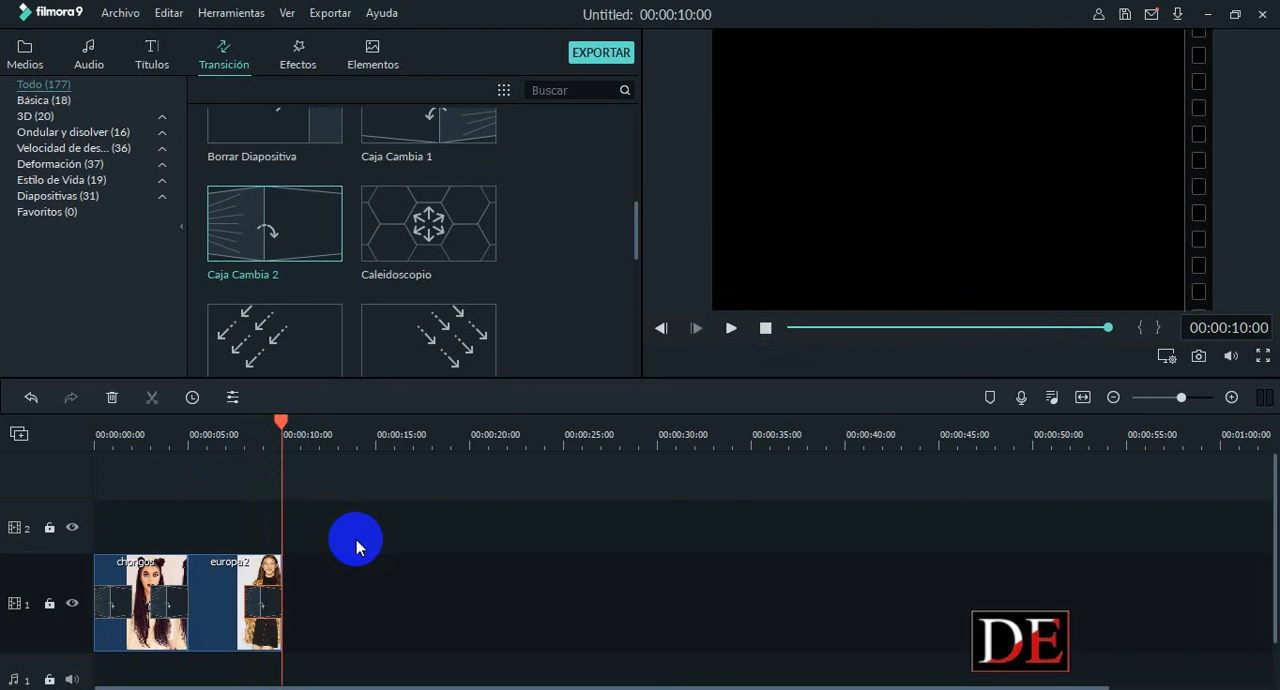 filmora9
Archivo
Editar
Herramientas
Ver
Exportar
Ayuda
Untitled: 00:00:10:00
Medios
Audio
Títulos
Transición
Efectos
Elementos
EXPORTAR
Todo (177)
Básica (18)
3D (20)
Ondular y disolver (16)
Velocidad de des... (36)
Deformación (37)
Estilo de Vida (19)
Diapositivas (31)
Favoritos (0)
Buscar
Borrar Diapositiva
Caja Cambia 1
Caja Cambia 2
Caleidoscopio
00:00:10:00
00:00:00:00
00:00:05:00
00:00:10:00
00:00:15:00
00:00:20:00
00:00:25:00
00:00:30:00
00:00:35:00
00:00:40:00
00:00:45:00
00:00:50:00
00:00:55:00
00:01:00:00
2
chongos
europa2
1
1
DE